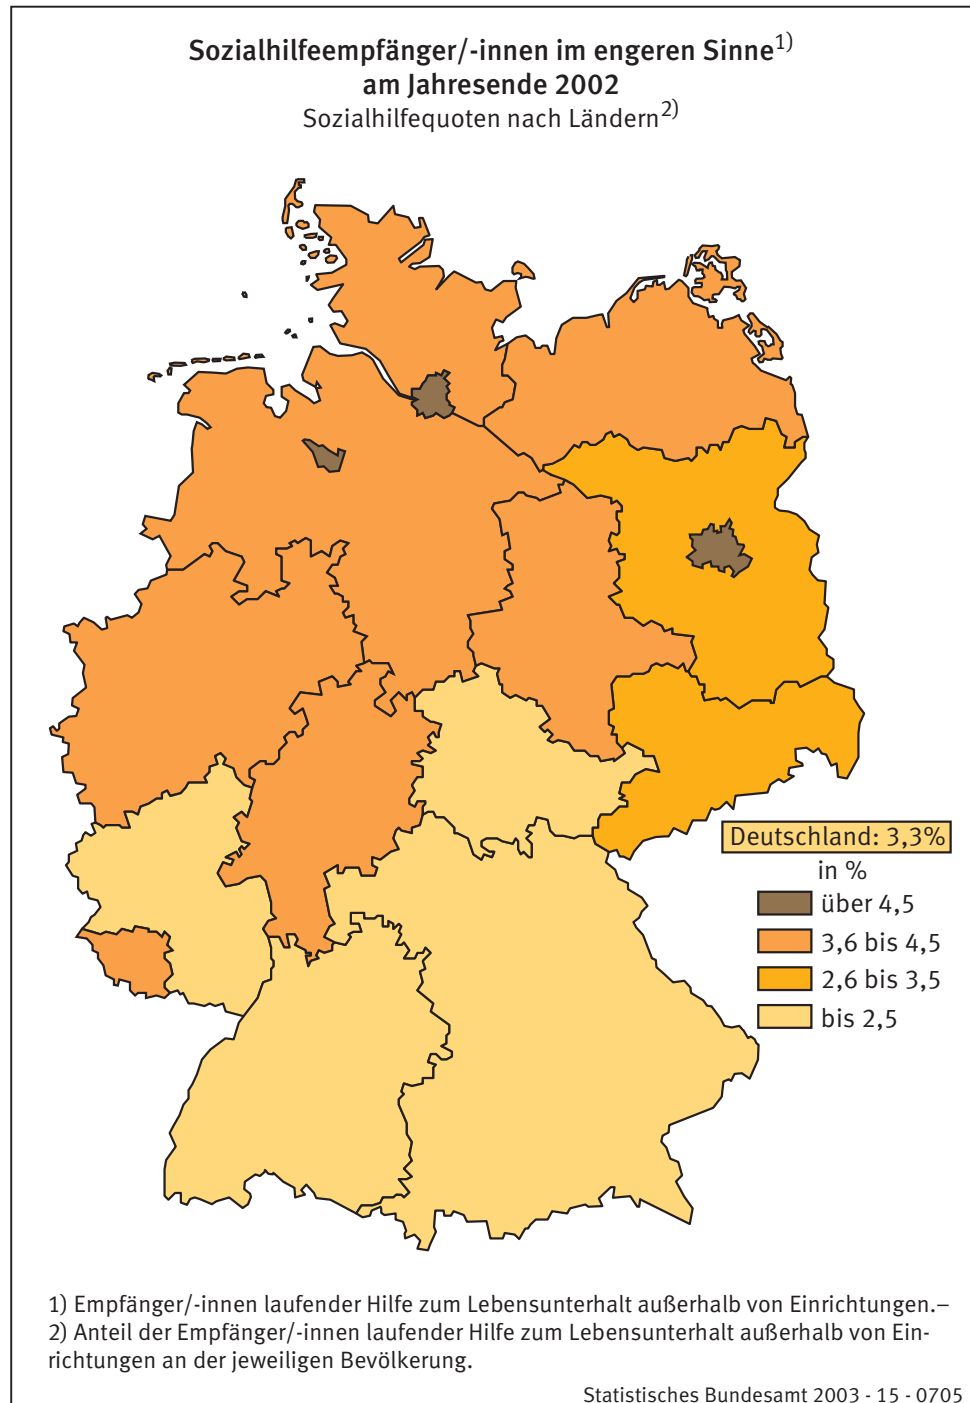 Sozialhilfeempfänger/-innen im engeren Sinne1)
am Jahresende 2002
Sozialhilfequoten nach Ländern2)
Deutschland: 3,3%
in %
über 4,5
3,6 bis 4,5
2,6 bis 3,5
bis 2,5
1) Empfänger/-innen laufender Hilfe zum Lebensunterhalt außerhalb von Einrichtungen.–
2) Anteil der Empfänger/-innen laufender Hilfe zum Lebensunterhalt außerhalb von Ein-
richtungen an der jeweiligen Bevölkerung.
Statistisches Bundesamt 2003 - 15 - 0705